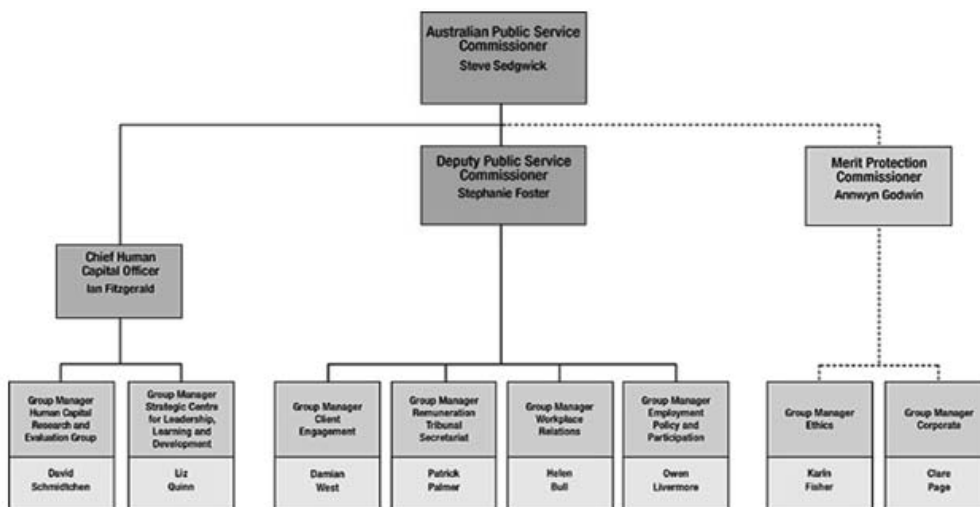 Australian Public Service
Commissioner
Steve Sedgwick
Deputy Public Service
Commissioner
Stephanie Foster
Merit Protection
Commissioner
Annwyn Godwin
Chief Human
Capital Officer
Ian Fitzgerald
Group Manager
Human Capital
Research and
Evaluation Group
David
Schmidtchen
Group Manager
Strategic Centre
for Leadership,
Learning and
Development
Liz
Quinn
Group Manager
Client
Engagement
Damian
West
Group Manager
Remuneration
Tribunal
Secretariat
Patrick
Palmer
Group Manager
Workplace
Relations
Helen
Bull
Group Manager
Employment
Policy and
Participation
Owen
Livermore
Group Manager
Ethics
Karin
Fisher
Group Manager
Corporate
Clare
Page